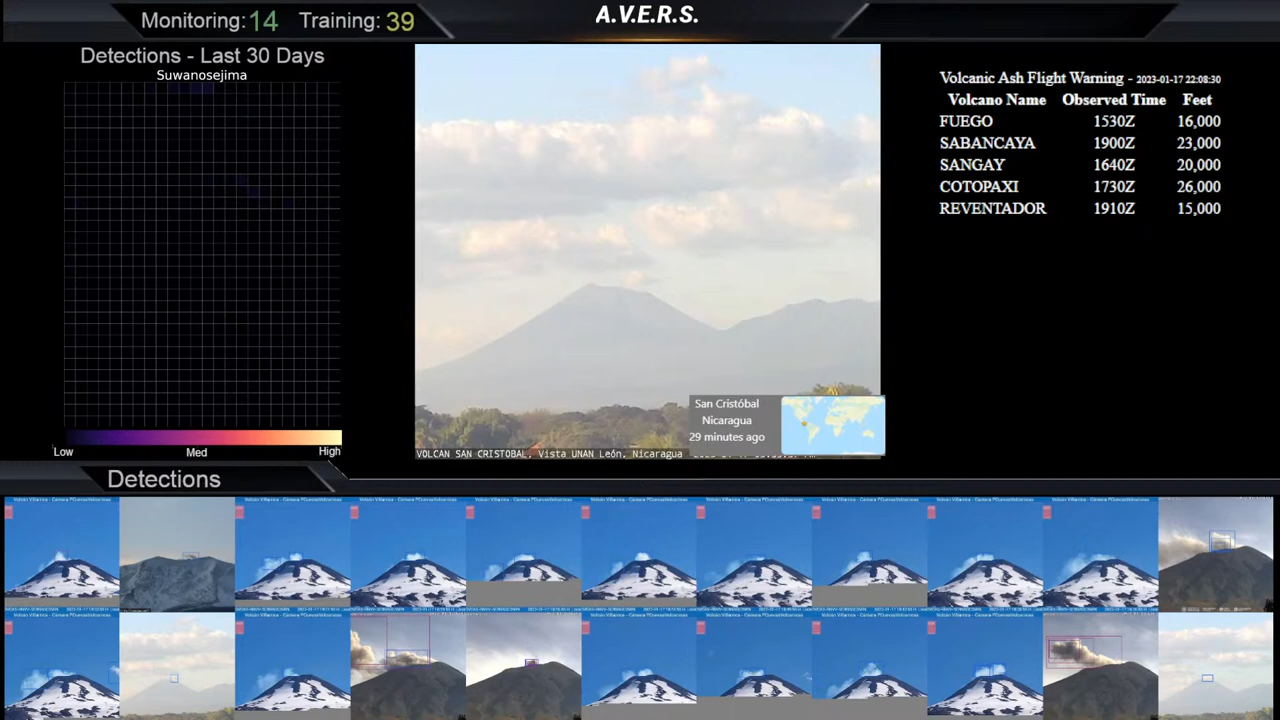 Monitoring: 14 Training: 39
A.V.E.R.S.
Detections - Last 30 Days
Suwanosejima
Low Med High
San Cristóbal
Nicaragua
29 minutes ago
VOLCAN SAN CRISTOBAL, Vista UNAN León, Nicaragua
Volcanic Ash Flight Warning - 2023-01-17 22:08:30
Volcano Name Observed Time Feet
FUEGO 1530Z 16,000
SABANCAYA 1900Z 23,000
SANGAY 1640Z 20,000
COTOPAXI 1730Z 26,000
REVENTADOR 1910Z 15,000
Detections